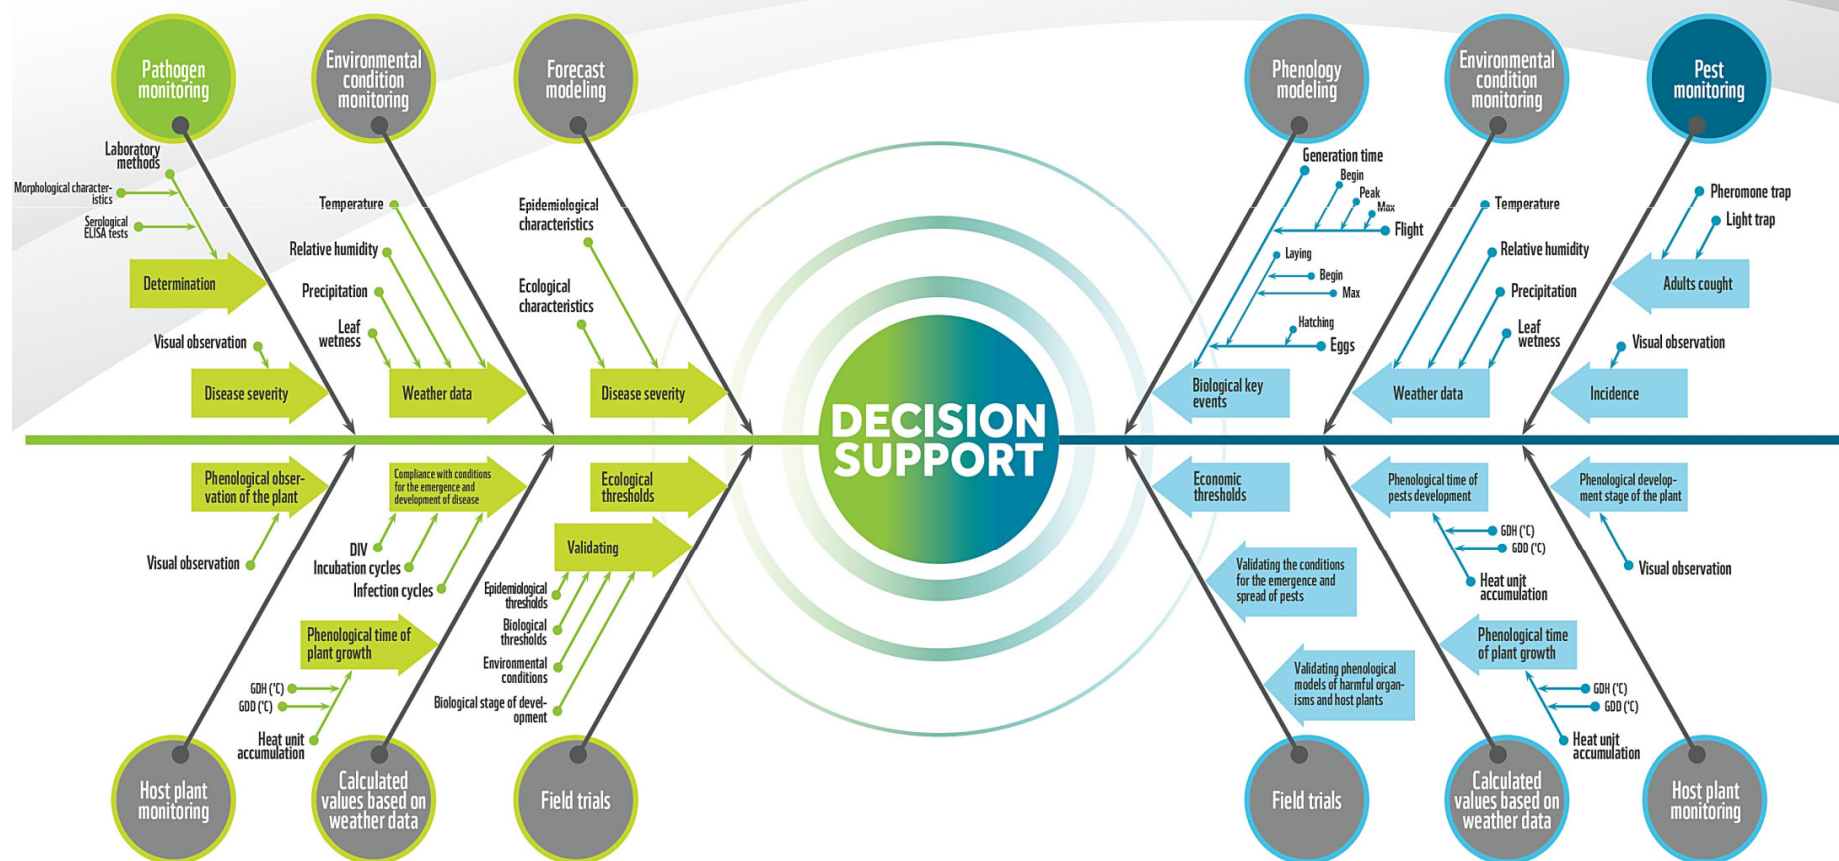 Pathogen
monitoring
Laboratory
methods
Morphological character-
istics
Serological
ELISA tests
Determination
Visual observation
Disease severity
Environmental
condition
monitoring
Temperature
Relative humidity
Precipitation
Leaf
wetness
Weather data
Forecast
modeling
Epidemiological
characteristics
Ecological
characteristics
Disease severity
Phenology
modeling
Generation time
Begin
Peak
Max
Flight
Laying
Begin
Max
Hatching
Eggs
Biological key
events
Environmental
condition
monitoring
Temperature
Relative humidity
Precipitation
Leaf
wetness
Weather data
Pest
monitoring
Pheromone trap
Light trap
Adults cought
Visual observation
Incidence
DECISION
SUPPORT
Phenological obser-
vation of the plant
Visual observation
Host plant
monitoring
Compliance with conditions
for the emergence and
development of disease
DIV
Incubation cycles
Infection cycles
Phenological time of
plant growth
GDH (°C)
GDD (°C)
Heat unit
accumulation
Calculated
values based on
weather data
Ecological
thresholds
Validating
Epidemiological
thresholds
Biological
thresholds
Environmental
conditions
Biological stage of devel-
opment
Field trials
Economic
thresholds
Validating the conditions
for the emergence and
spread of pests
Validating phenological
models of harmful organ-
isms and host plants
Field trials
Phenological time of
pests development
GDH (°C)
GDD (°C)
Heat unit
accumulation
Phenological time
of plant growth
GDH (°C)
GDD (°C)
Heat unit
accumulation
Calculated
values based on
weather data
Phenological develop-
ment stage of the plant
Visual observation
Host plant
monitoring